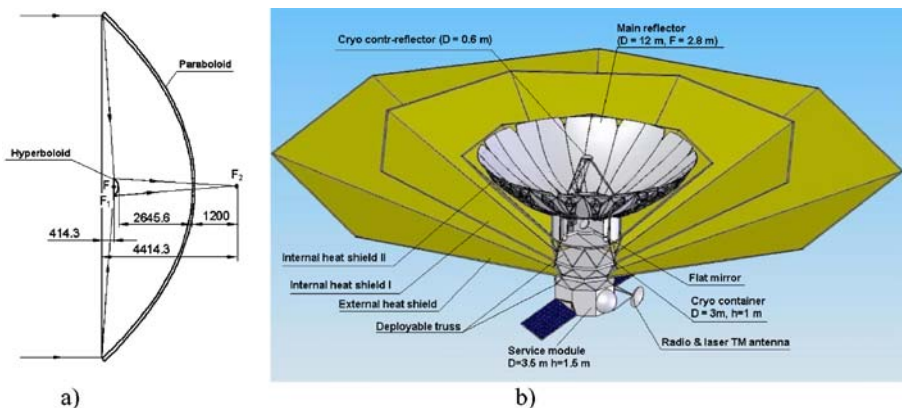 Paraboloid
Hyperboloid
F
F1
F2
2645.6
1200
414.3
4414.3
a)
Cryo contr-reflector (D = 0.6 m)
Main reflector
(D = 12 m, F = 2.8 m)
Internal heat shield II
Internal heat shield I
External heat shield
Deployable truss
Service module
D=3.5 m h=1.5 m
Flat mirror
Cryo container
D = 3m, h=1 m
Radio & laser TM antenna
b)